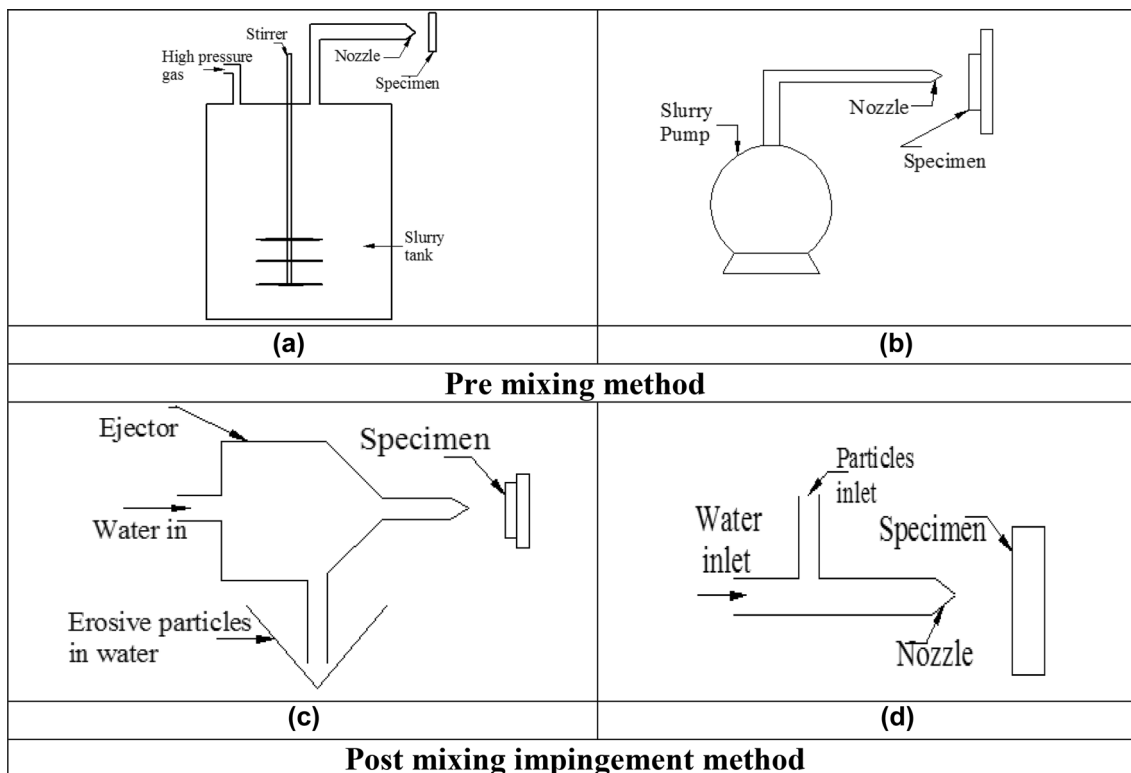 Stirrer
High pressure
gas
Nozzle
Specimen
Slurry
tank
Slurry
Pump
Nozzle
Specimen
(a)
(b)
Pre mixing method
Ejector
Specimen
Water in
Erosive particles
in water
Particles
inlet
Water
inlet
Specimen
Nozzle
(c)
(d)
Post mixing impingement method